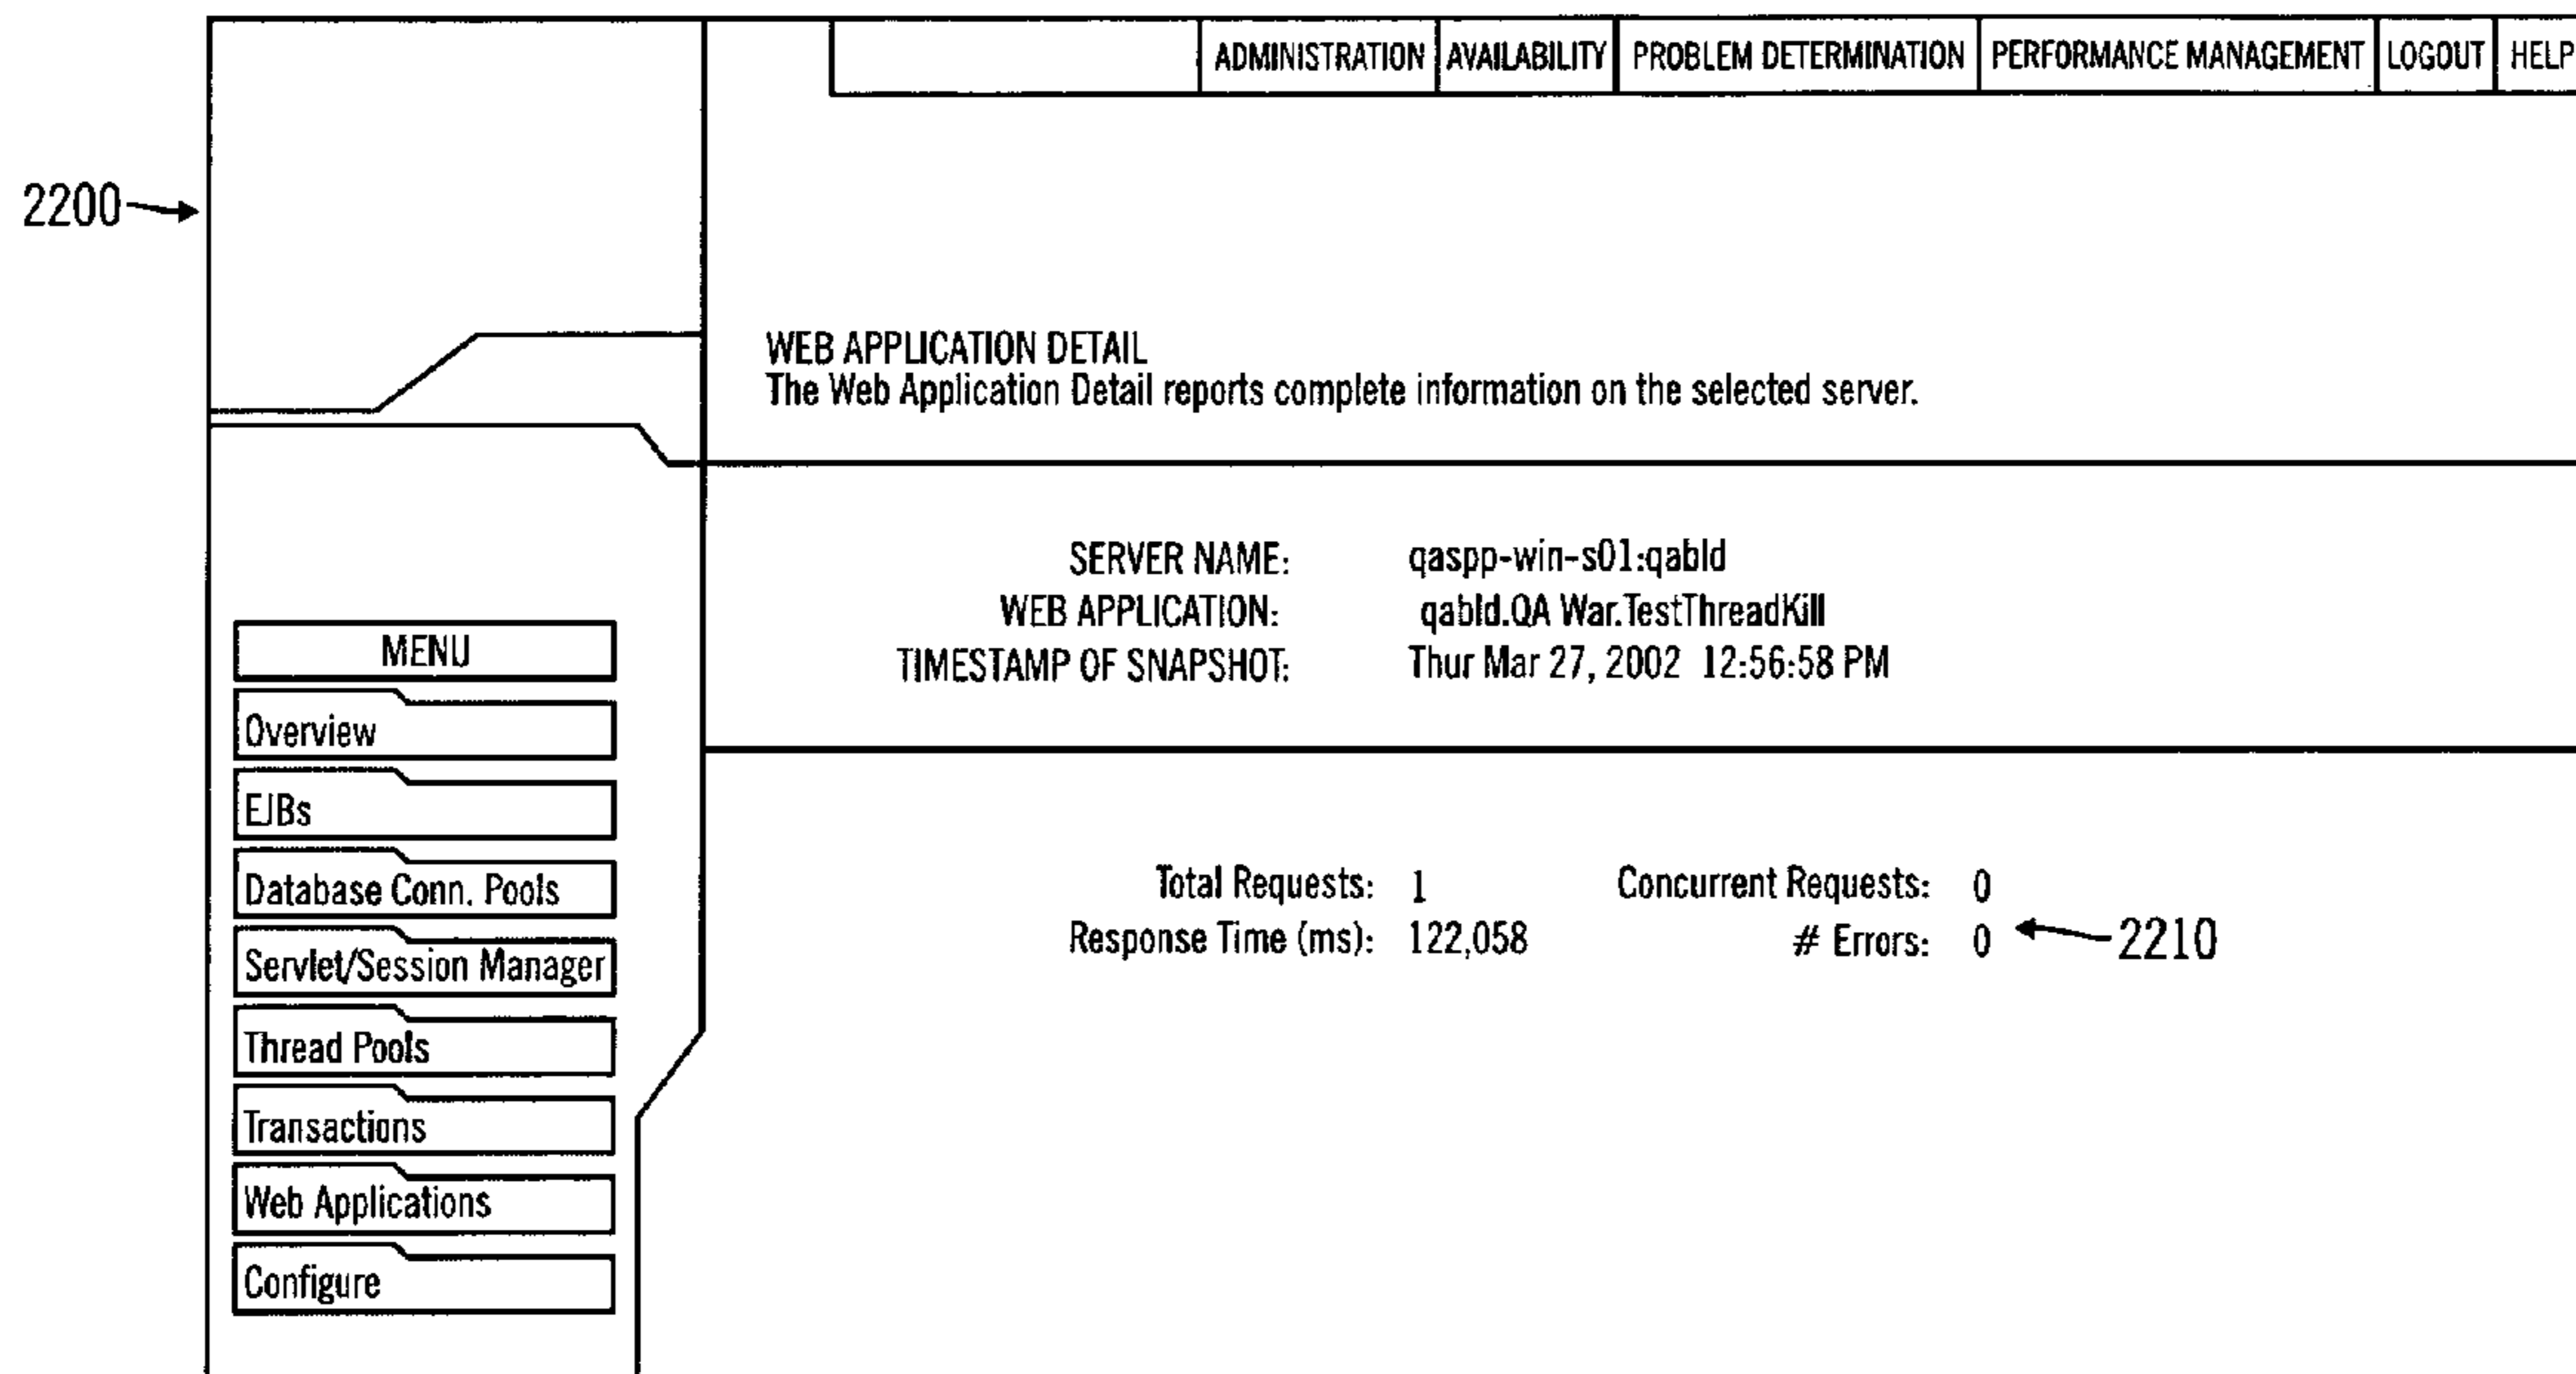 ADMINISTRATION AVAILABILITY PROBLEM DETERMINATION PERFORMANCE MANAGEMENT LOGOUT HELP
2200
WEB APPLICATION DETAIL
The Web Application Detail reports complete information on the selected server.
SERVER NAME: qaspp-win-s01:qabld
WEB APPLICATION: qabld.QA War.TestThreadKill
TIMESTAMP OF SNAPSHOT: Thur Mar 27, 2002 12:56:58 PM
MENU
Overview
EJBs
Database Conn. Pools
Servlet/Session Manager
Thread Pools
Transactions
Web Applications
Configure
Total Requests: 1 Concurrent Requests: 0
Response Time (ms): 122,058 # Errors: 0 2210